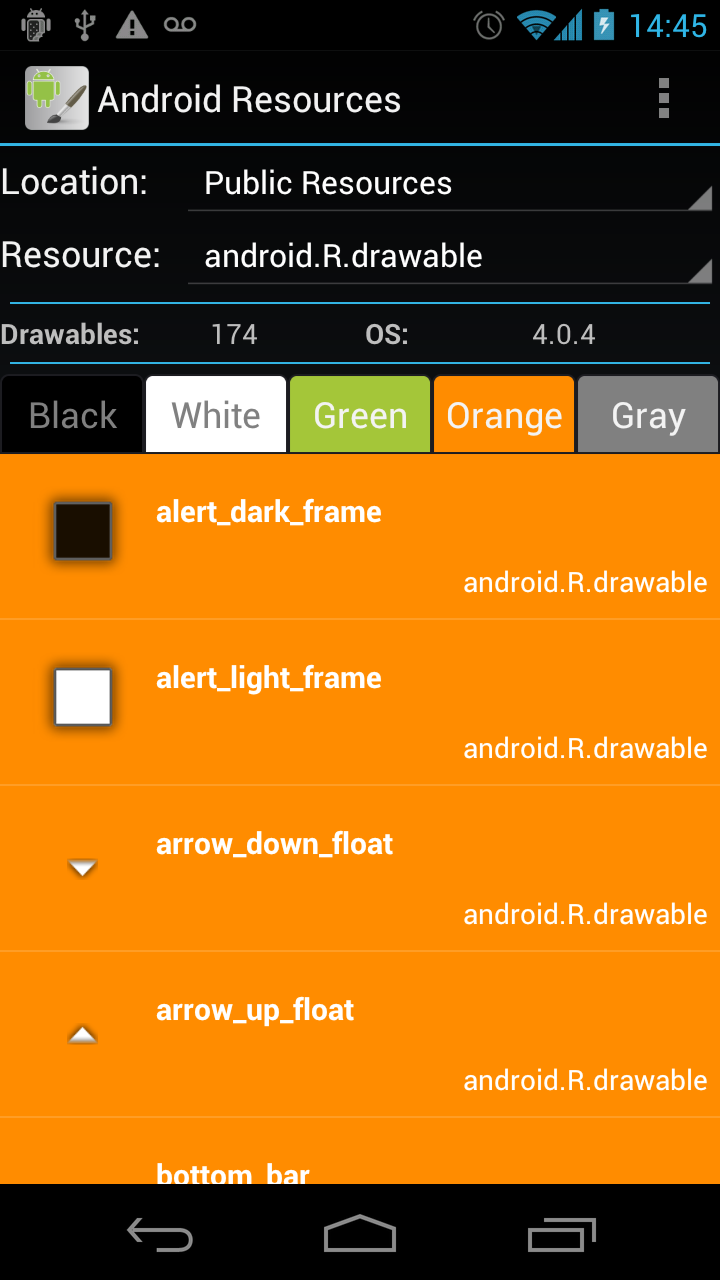 14:45
Android Resources
Location: Public Resources
Resource: android.R.drawable
Drawables: 174 OS: 4.0.4
Black White Green Orange Gray
alert_dark_frame
android.R.drawable
alert_light_frame
android.R.drawable
arrow_down_float
android.R.drawable
arrow_up_float
android.R.drawable
bottom_bar